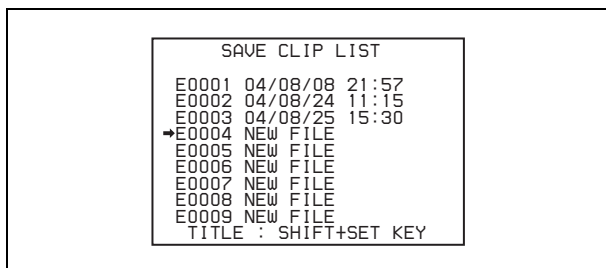 SAVE CLIP LIST
E0001 04/08/08 21:57
E0002 04/08/24 11:15
E0003 04/08/25 15:30
➞E0004 NEW FILE
E0005 NEW FILE
E0006 NEW FILE
E0007 NEW FILE
E0008 NEW FILE
E0009 NEW FILE
TITLE : SHIFT+SET KEY